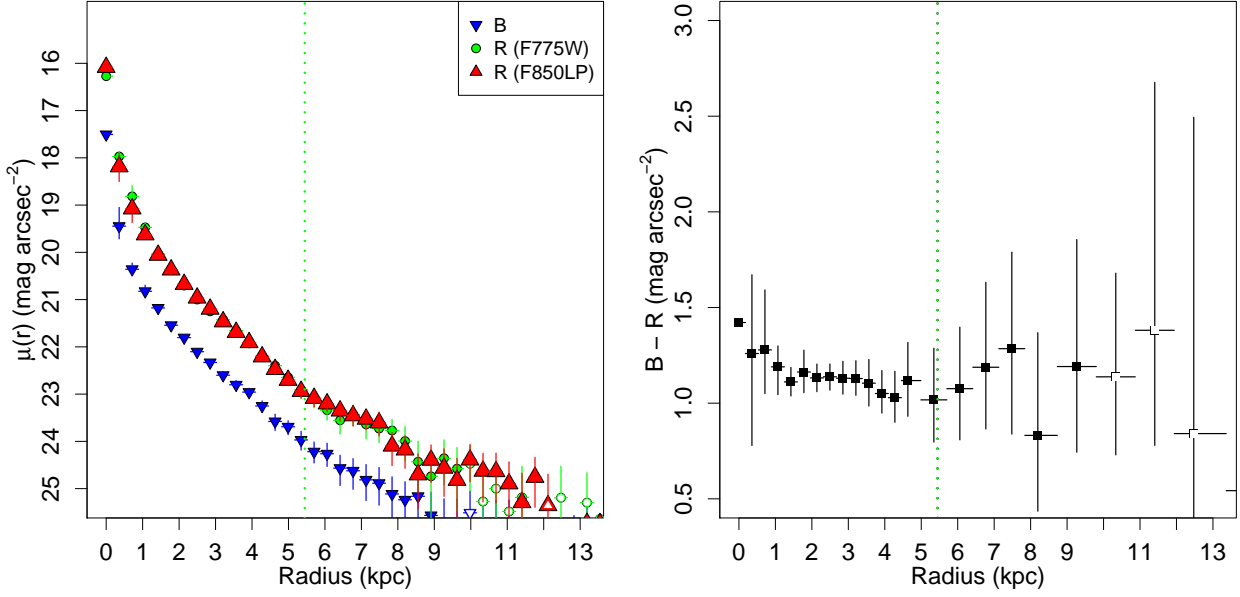 B
R (F775W)
R (F850LP)
μ(r) (mag arcsec−2)
16
17
18
19
20
21
22
23
24
25
0 1 2 3 4 5 6 7 8 9 11 13
Radius (kpc)
B − R (mag arcsec−2)
3.0
2.5
2.0
1.5
1.0
0.5
0 1 2 3 4 5 6 7 8 9 11 13
Radius (kpc)